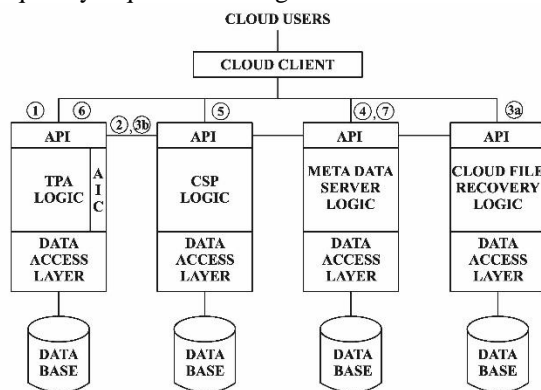 CLOUD USERS
CLOUD CLIENT
1
6
2
,3b
5
4
,
7
3a
API
API
API
API
TPA
LOGIC
A
I
C
CSP
LOGIC
META DATA
SERVER
LOGIC
CLOUD FILE
RECOVERY
LOGIC
DATA
ACCESS
LAYER
DATA
ACCESS
LAYER
DATA
ACCESS
LAYER
DATA
ACCESS
LAYER
DATA
BASE
DATA
BASE
DATA
BASE
DATA
BASE